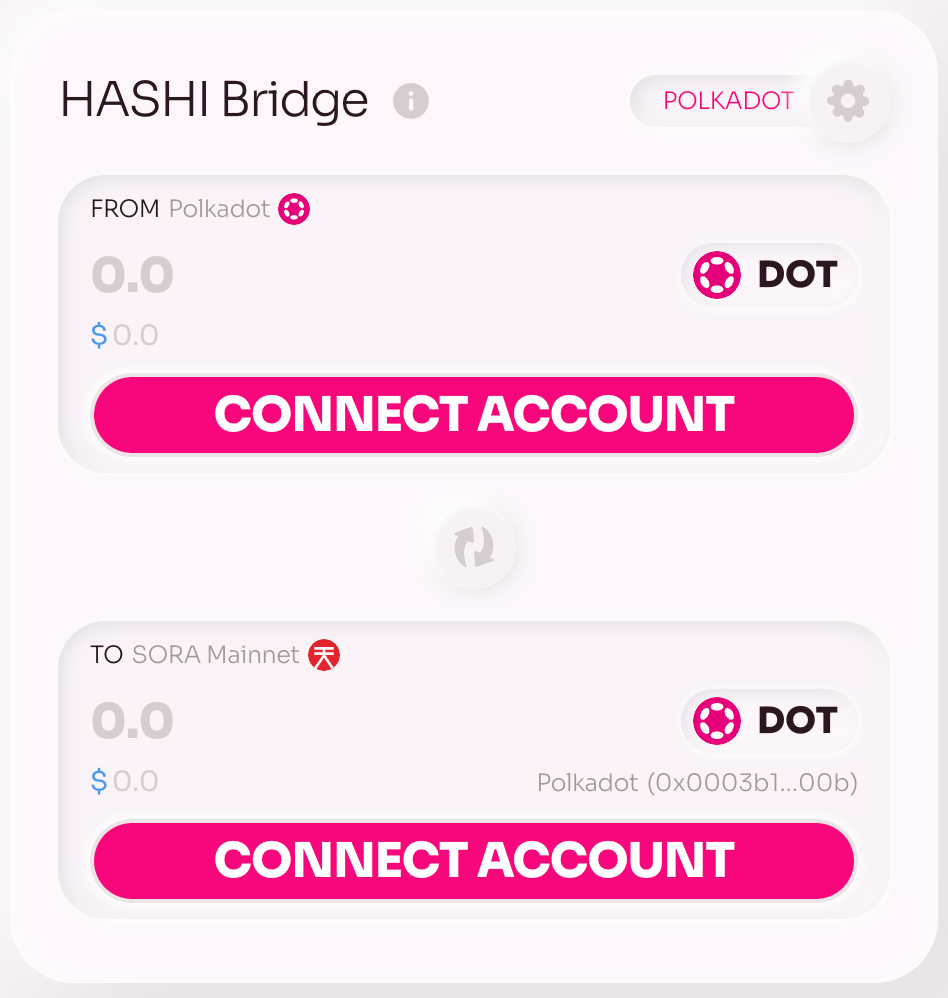 HASHI Bridge
POLKADOT
FROM Polkadot
0.0
DOT
$ 0.0
CONNECT ACCOUNT
TO SORA Mainnet
0.0
DOT
$ 0.0
Polkadot (0x0003b1...00b)
CONNECT ACCOUNT